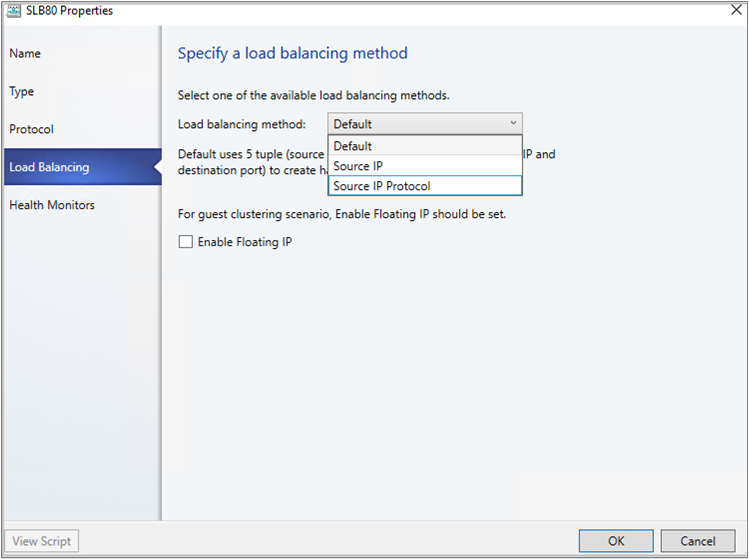 SLB80 Properties
Name
Type
Protocol
Load Balancing
Health Monitors
Specify a load balancing method
Select one of the available load balancing methods.
Load balancing method: Default
Default
Source IP
Source IP Protocol
Default uses 5 tuple (source IP and
destination port) to create
For guest clustering scenario, Enable Floating IP should be set.
Enable Floating IP
View Script
OK
Cancel